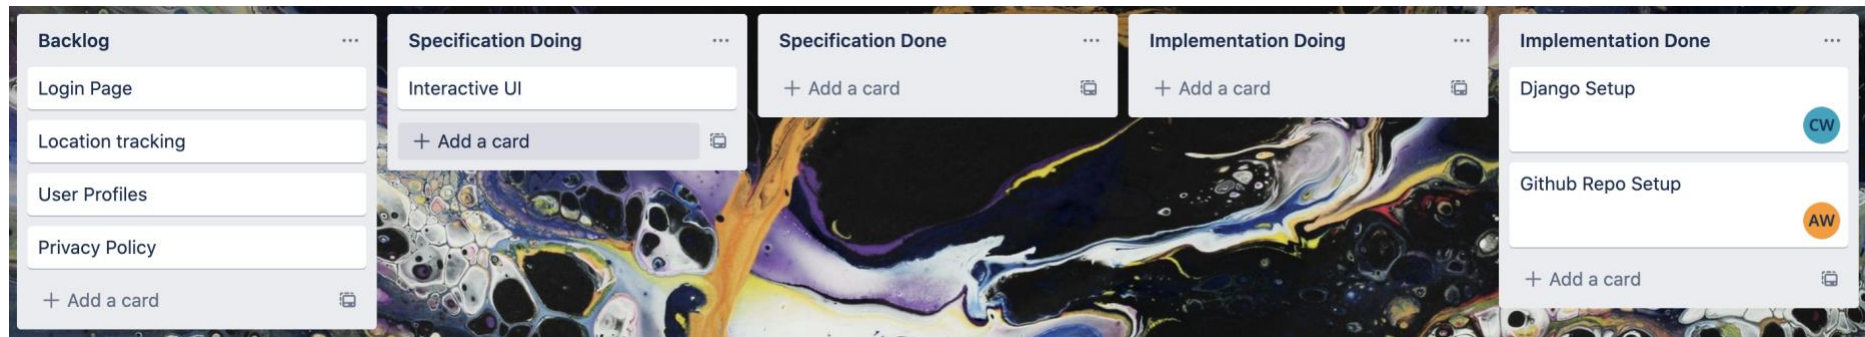 Backlog
Login Page
Location tracking
User Profiles
Privacy Policy
+ Add a card
Specification Doing
Interactive UI
+ Add a card
Specification Done
+ Add a card
Implementation Doing
+ Add a card
Implementation Done
Django Setup
CW
Github Repo Setup
AW
+ Add a card